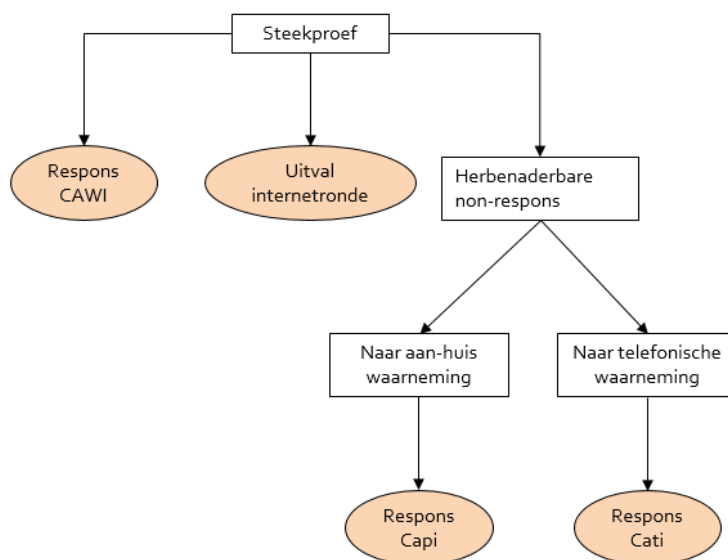 Steekproef
Respons
CAWI
Uitval
internetronde
Herbenaderbare
non-respons
Naar aan-huis
waarneming
Naar telefonische
waarneming
Respons
Capi
Respons
Cati